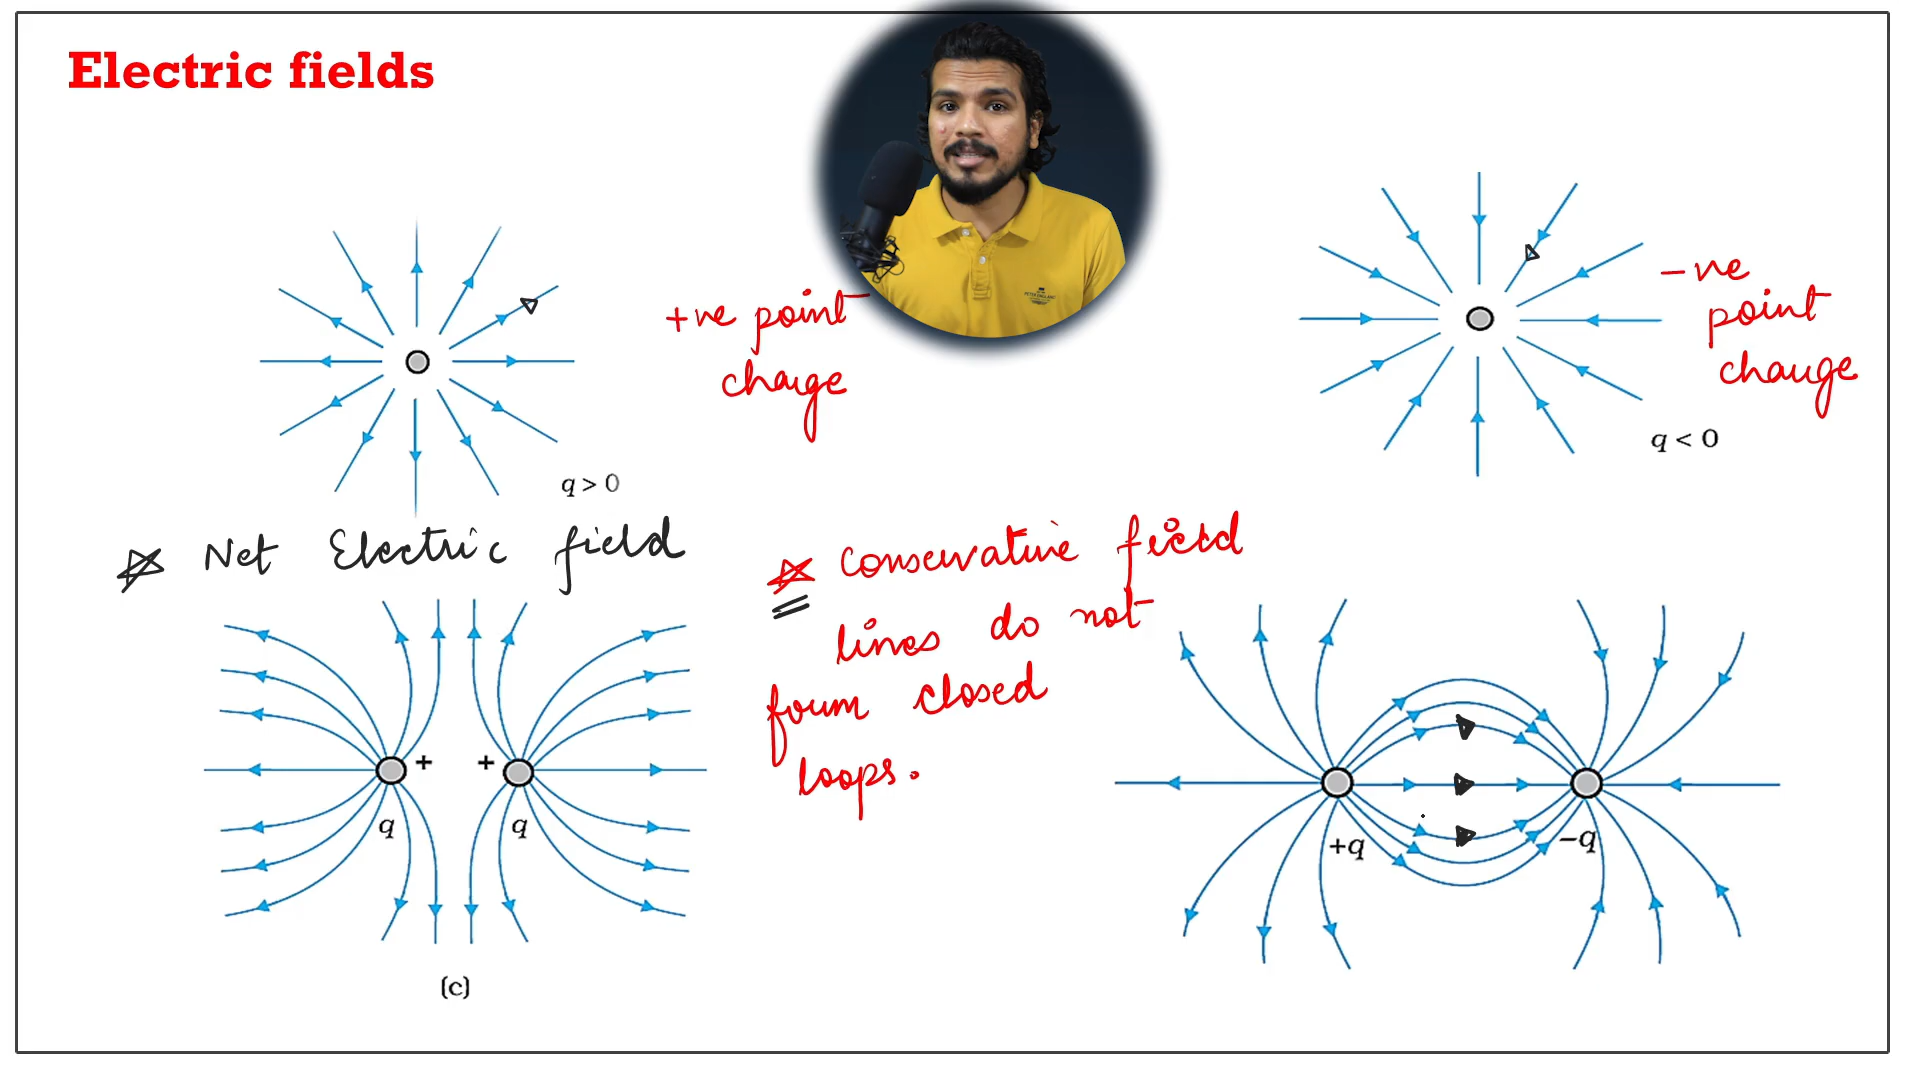 Electric fields
+ve point
charge
-ve
point
charge
q > 0
q < 0
Net Electric field
Conservative field
lines do not
form closed
loops.
+ +
q q
+q -q
(c)